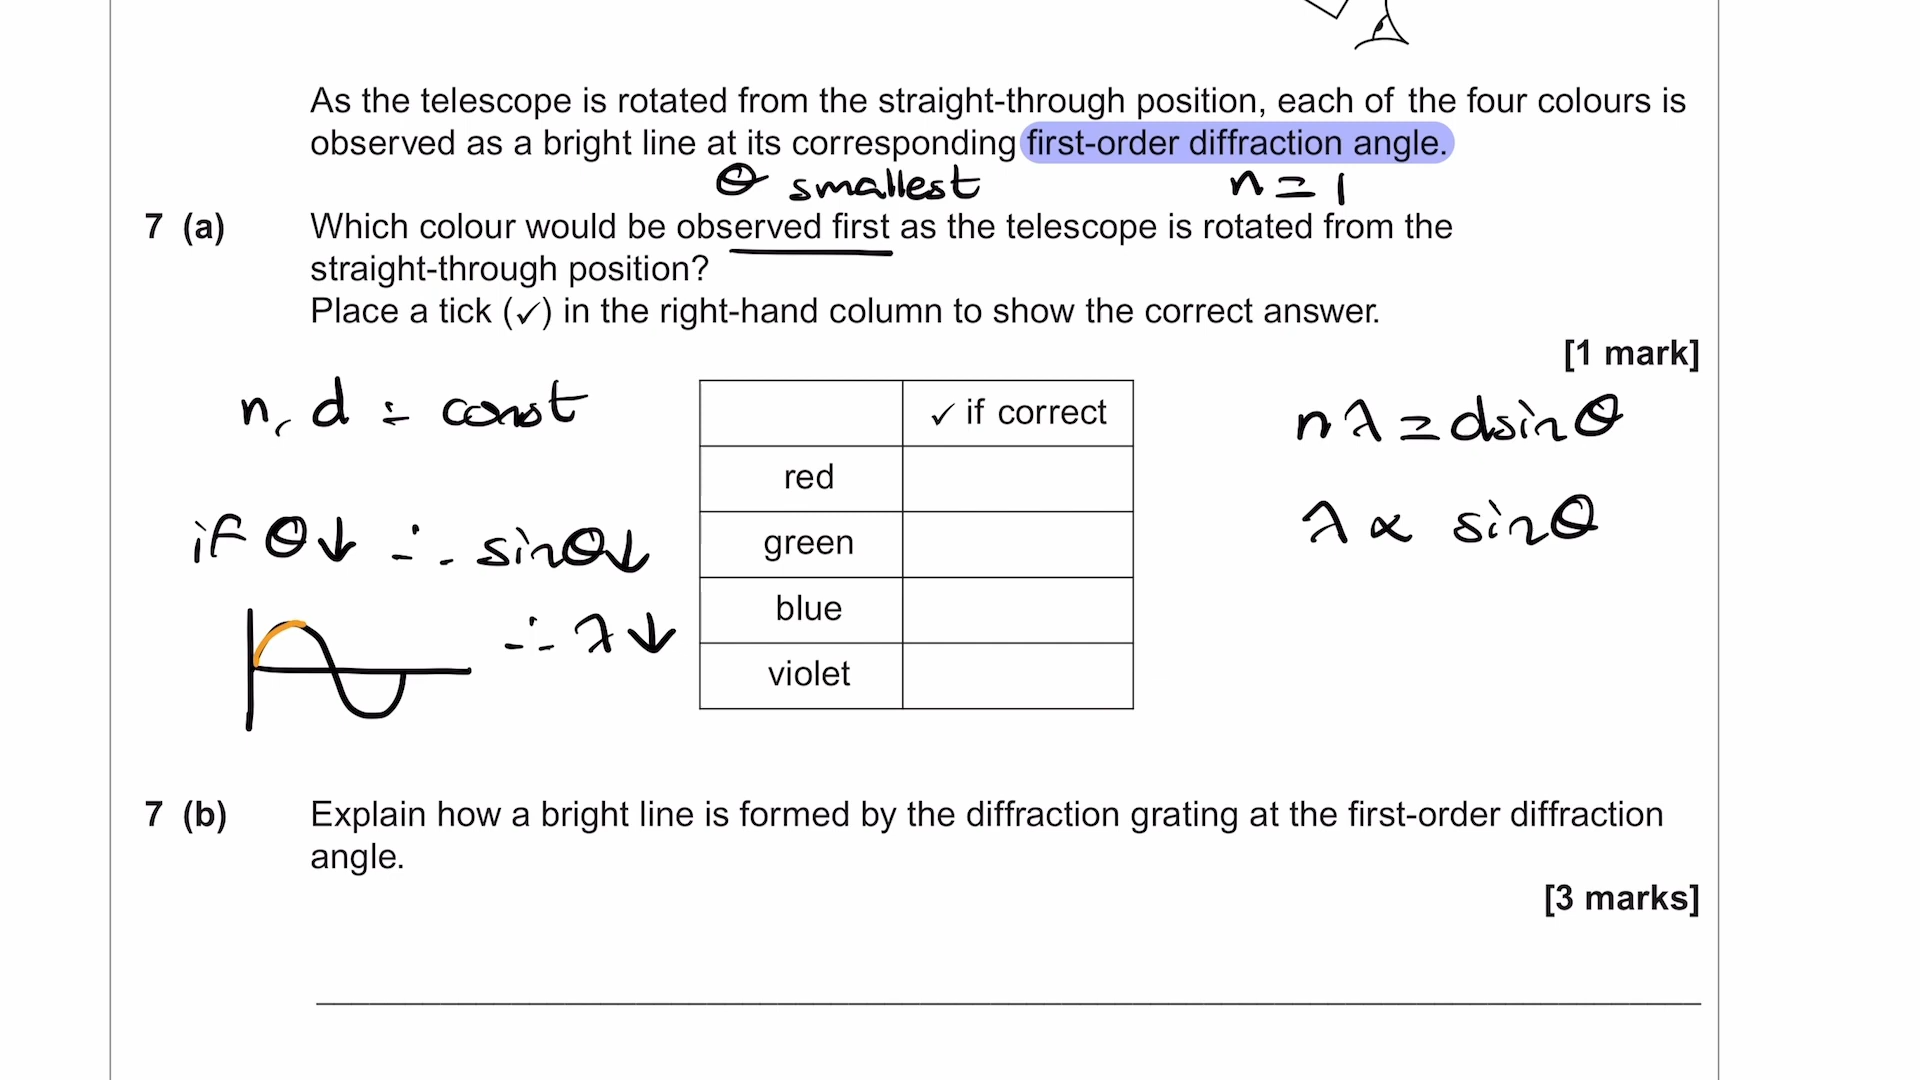 As the telescope is rotated from the straight-through position, each of the four colours is
observed as a bright line at its corresponding first-order diffraction angle.
θ smallest n = 1
7 (a) Which colour would be observed first as the telescope is rotated from the
straight-through position?
Place a tick (✓) in the right-hand column to show the correct answer.
[1 mark]
n, d = const
✓ if correct
nλ = dsinθ
red
λ ∝ sinθ
green
if θ↓ ∴ sinθ↓
blue
∴ λ↓
violet
7 (b) Explain how a bright line is formed by the diffraction grating at the first-order diffraction
angle.
[3 marks]